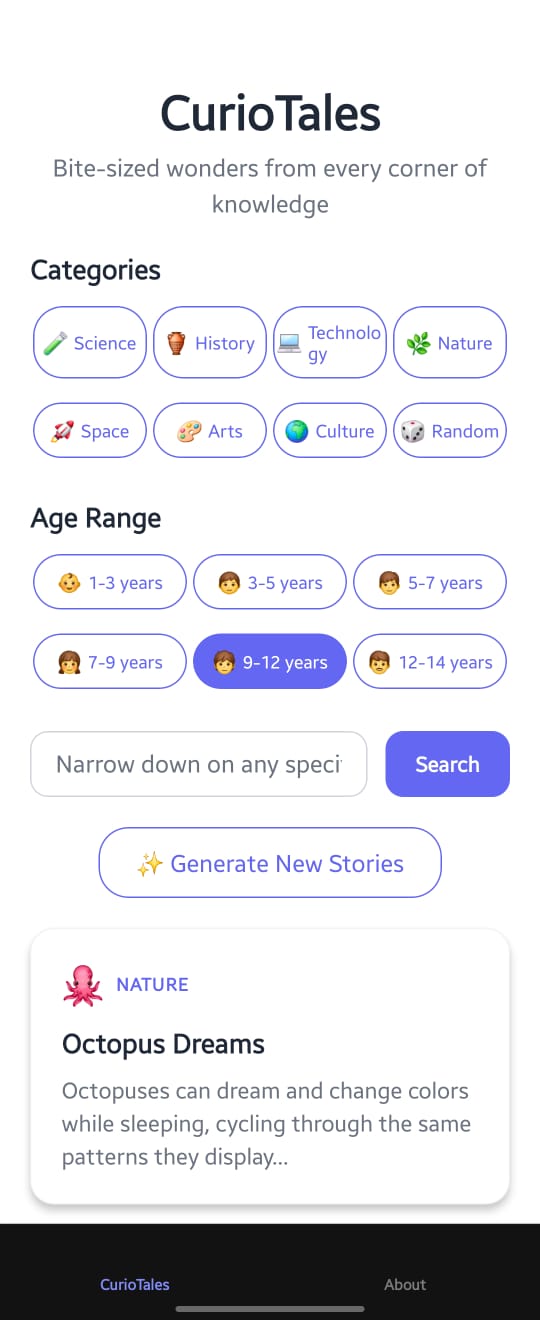 CurioTales
Bite-sized wonders from every corner of
knowledge
Categories
Science
History
Technolo
gy
Nature
Space
Arts
Culture
Random
Age Range
1-3 years
3-5 years
5-7 years
7-9 years
9-12 years
12-14 years
Narrow down on any speci
Search
Generate New Stories
NATURE
Octopus Dreams
Octopuses can dream and change colors
while sleeping, cycling through the same
patterns they display...
CurioTales
About